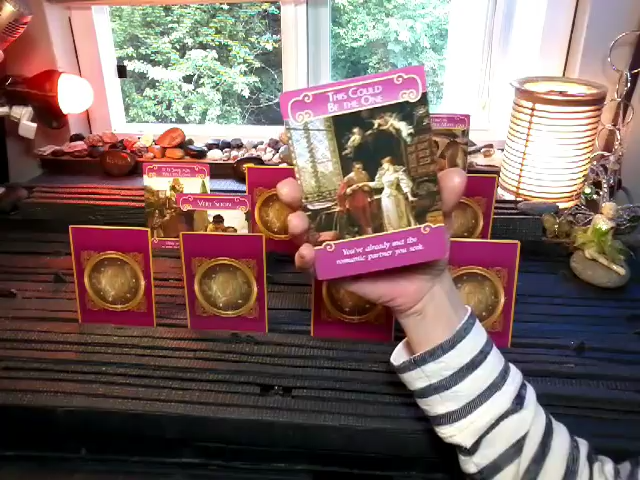 THIS COULD
BE THE ONE
You've already met the
romantic partner you seek.
VERY SOON